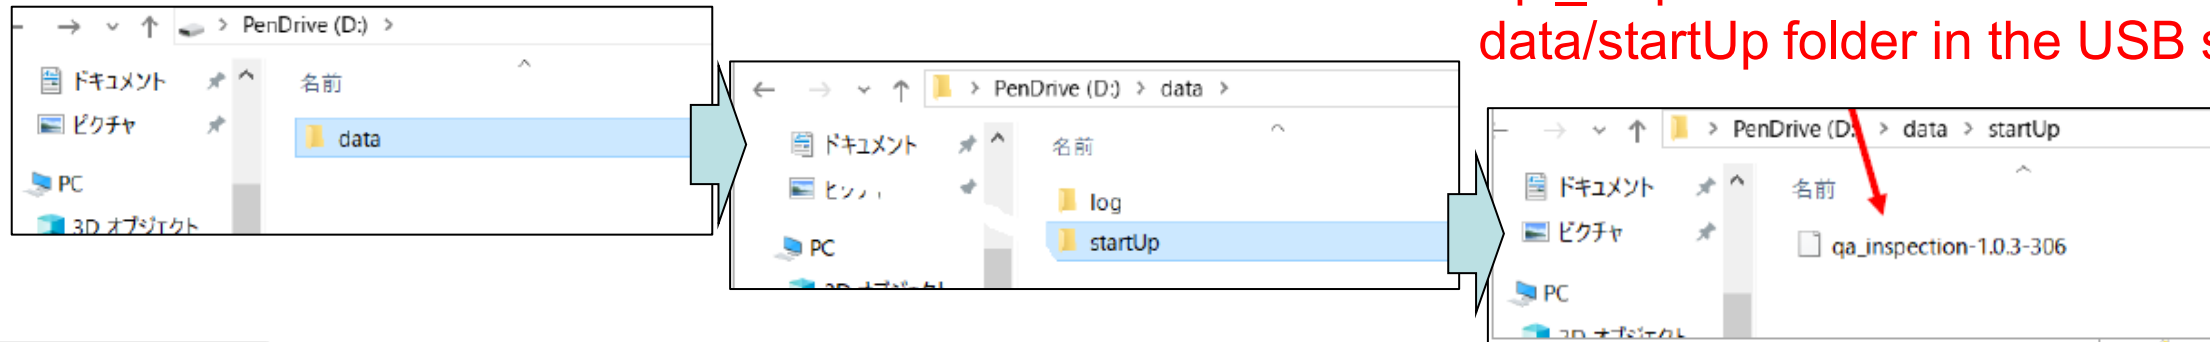 PenDrive (D:) >
ドキュメント
名前
ピクチャ
data
PC
3D オブジェクト
PenDrive (D:) > data >
ドキュメント
名前
log
startUp
PC
data/startUp folder in the USB
> PenDrive (D: > data > startUp
ドキュメント
名前
ピクチャ
qa_inspection-1.0.3-306
PC